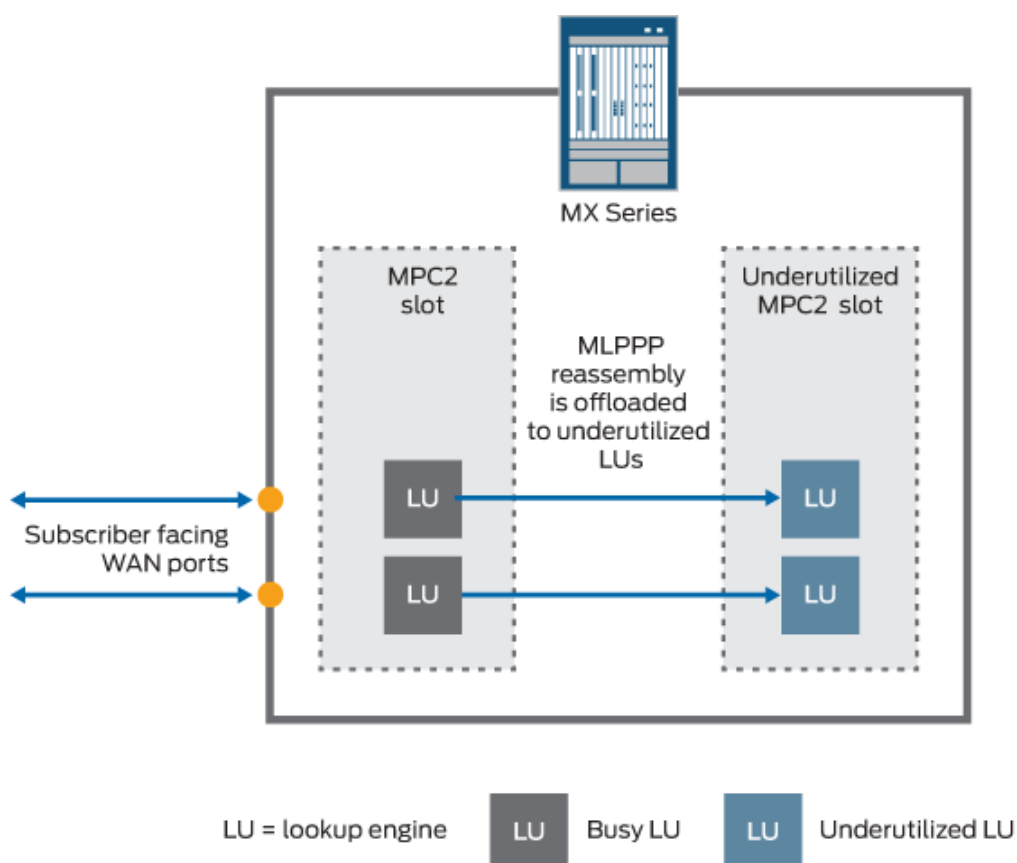 MX Series
MPC2
slot
Underutilized
MPC2 slot
MLPPP
reassembly
is offloaded
to underutilized
LUs
LU
LU
Subscriber facing
WAN ports
LU
LU
LU = lookup engine
LU
Busy LU
LU
Underutilized LU